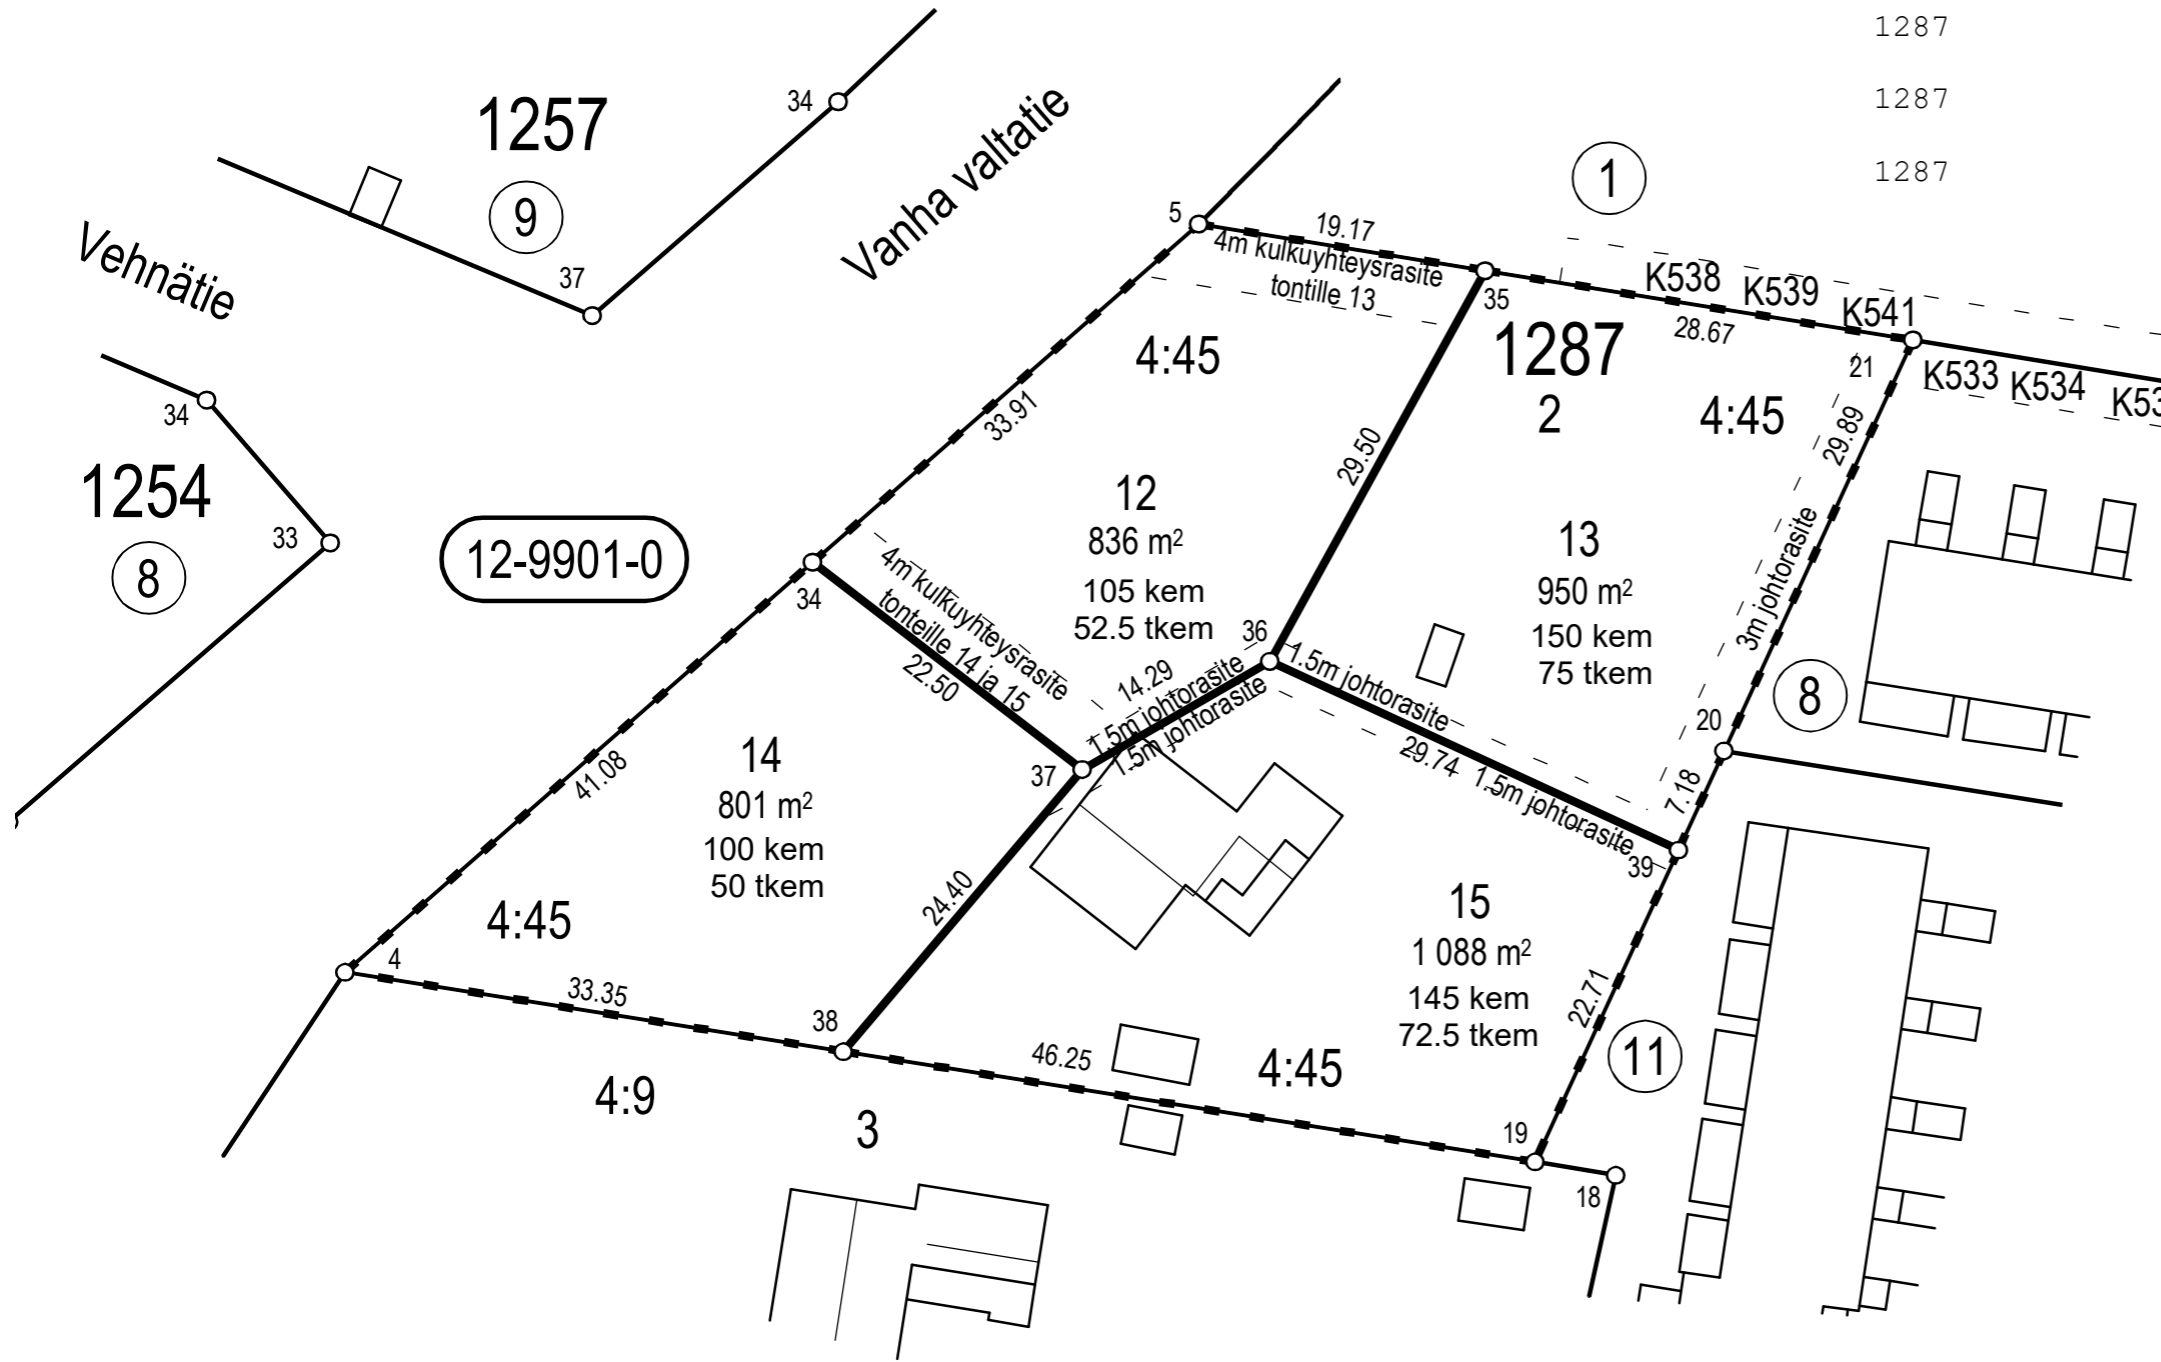 1287
1287
1287
1257
9
34
37
Vehnätie
Vanha valtatie
34
1254
8
33
12-9901-0
5
19.17
4m kulkuyhteysrasite
tontille 13
1
35
K538
K539
K541
28.67
21
K533
K534
K53
1287
2
4:45
4:45
33.91
29.50
29.89
12
836 m²
105 kem
52.5 tkem
13
950 m²
150 kem
75 tkem
3m johtorasite
34
4m kulkuyhteysrasite
tonteille 14 ja 15
22.50
36
14.29
1.5m johtorasite
1.5m johtorasite
1.5m johtorasite
29.74
1.5m johtorasite
20
8
7.18
39
37
14
801 m²
100 kem
50 tkem
41.08
24.40
15
1 088 m²
145 kem
72.5 tkem
22.71
11
4:45
4
33.35
38
46.25
4:45
4:9
3
19
18